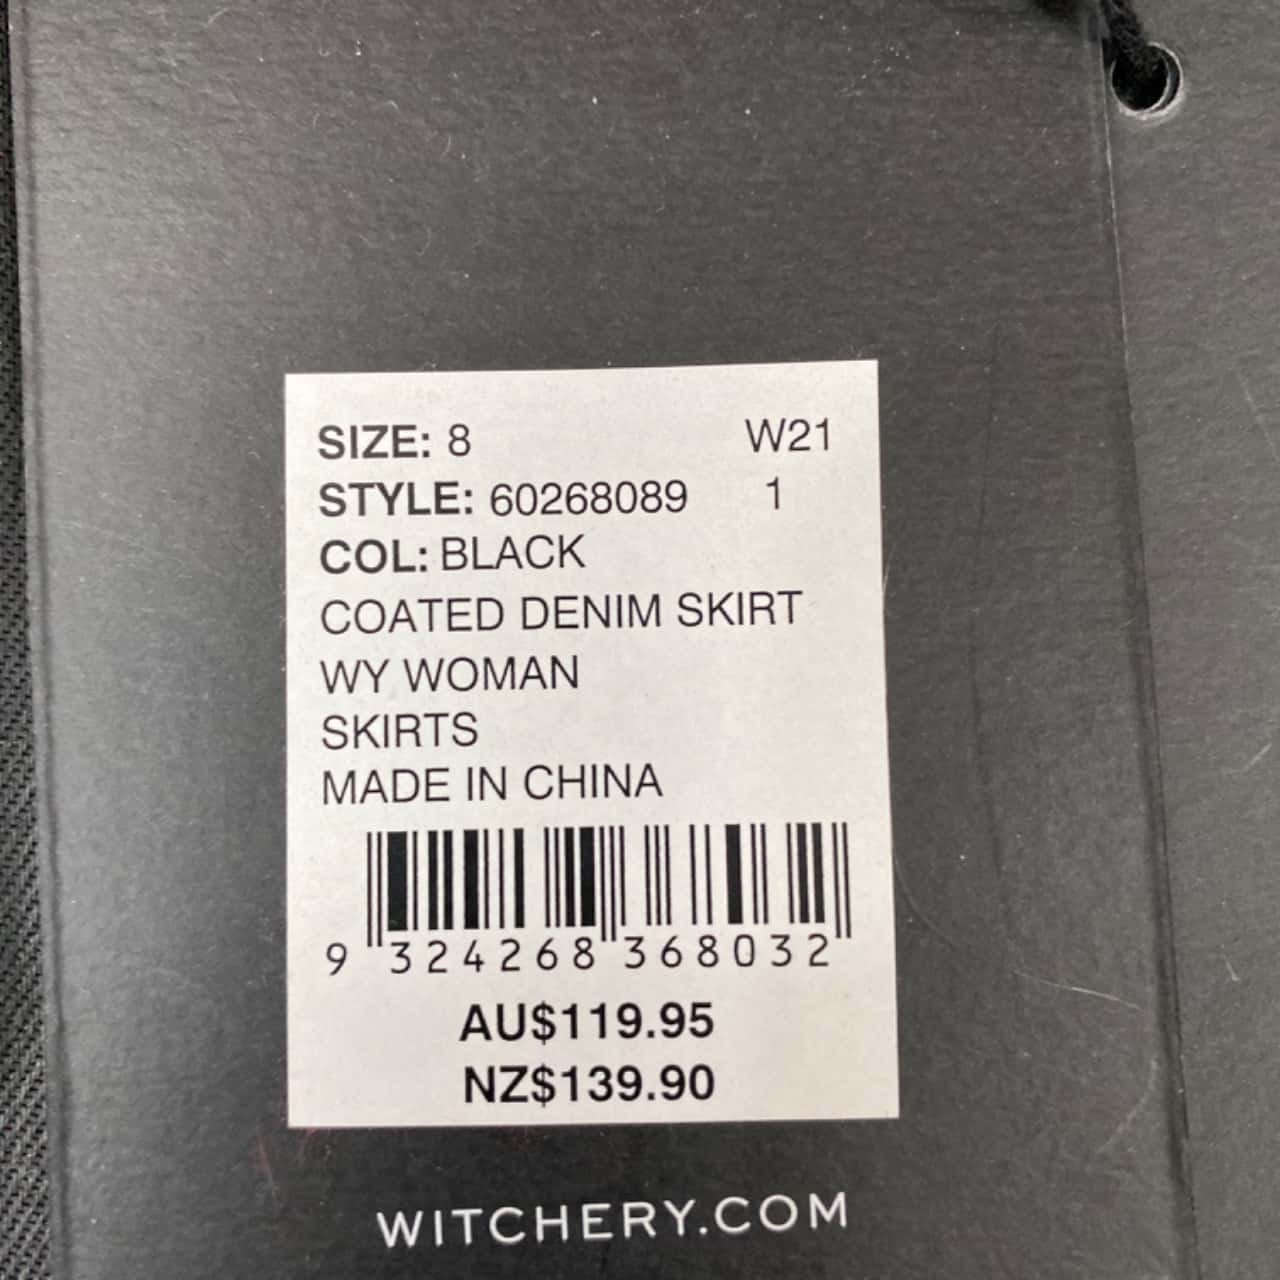 SIZE: 8 W21
STYLE: 60268089 1
COL: BLACK
COATED DENIM SKIRT
WY WOMAN
SKIRTS
MADE IN CHINA
9 324268 368032
AU$119.95
NZ$139.90
WITCHERY.COM